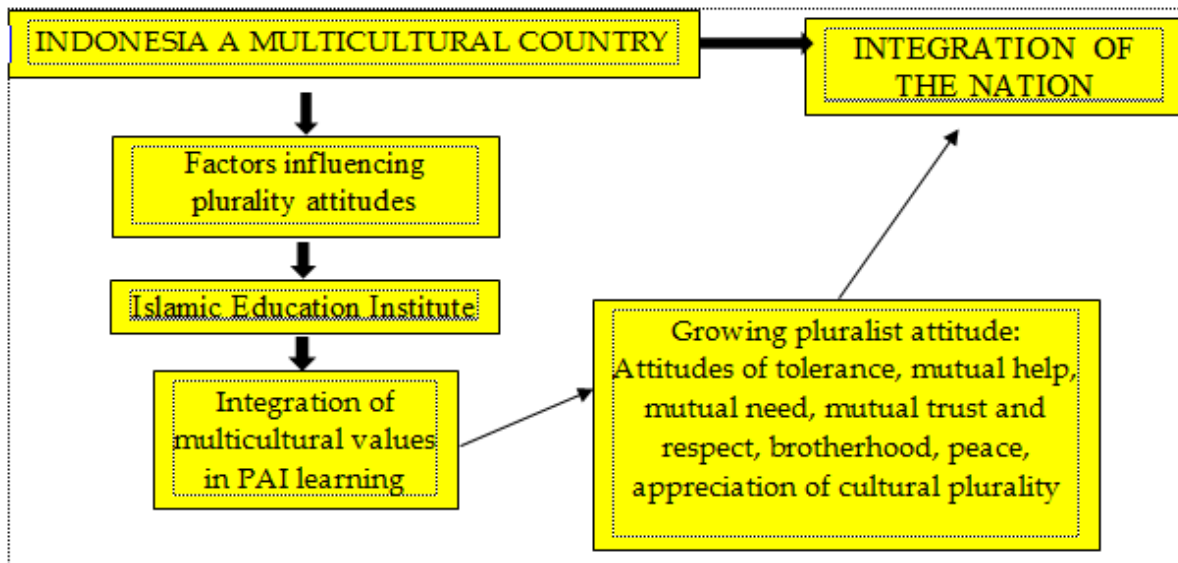 INDONESIA A MULTICULTURAL COUNTRY
INTEGRATION OF
THE NATION
Factors influencing
plurality attitudes
Islamic Education Institute
Integration of
multicultural values
in PAI learning
Growing pluralist attitude:
Attitudes of tolerance, mutual help,
mutual need, mutual trust and
respect, brotherhood, peace,
appreciation of cultural plurality